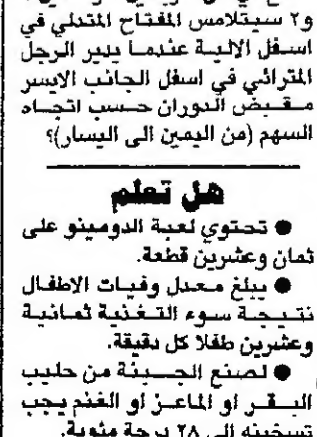 و٢ سيتلامس المفتاح المتدلي في
اسفل الالية عندما يدير الرجل
المترائي في اسفل الجانب الايسر
مقبض الدوران حسب اتجاه
السهم (من اليمين الى اليسار)؟
هل تعلم
● تحتوي لعبة الدومينو على
ثمان وعشرين قطعة.
● يبلغ معدل وفيات الاطفال
نتيجة سوء التغذية ثمانية
وعشرين طفلا كل دقيقة.
● لصنع الجبنة من حليب
البقر او الماعز او الغنم يجب
تسخينه الى ٢٨ درجة مئوية.